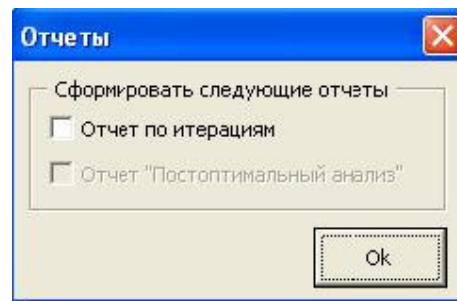 Отчеты
Сформировать следующие отчеты
Отчет по итерациям
Отчет "Постоптимальный анализ"
Ok